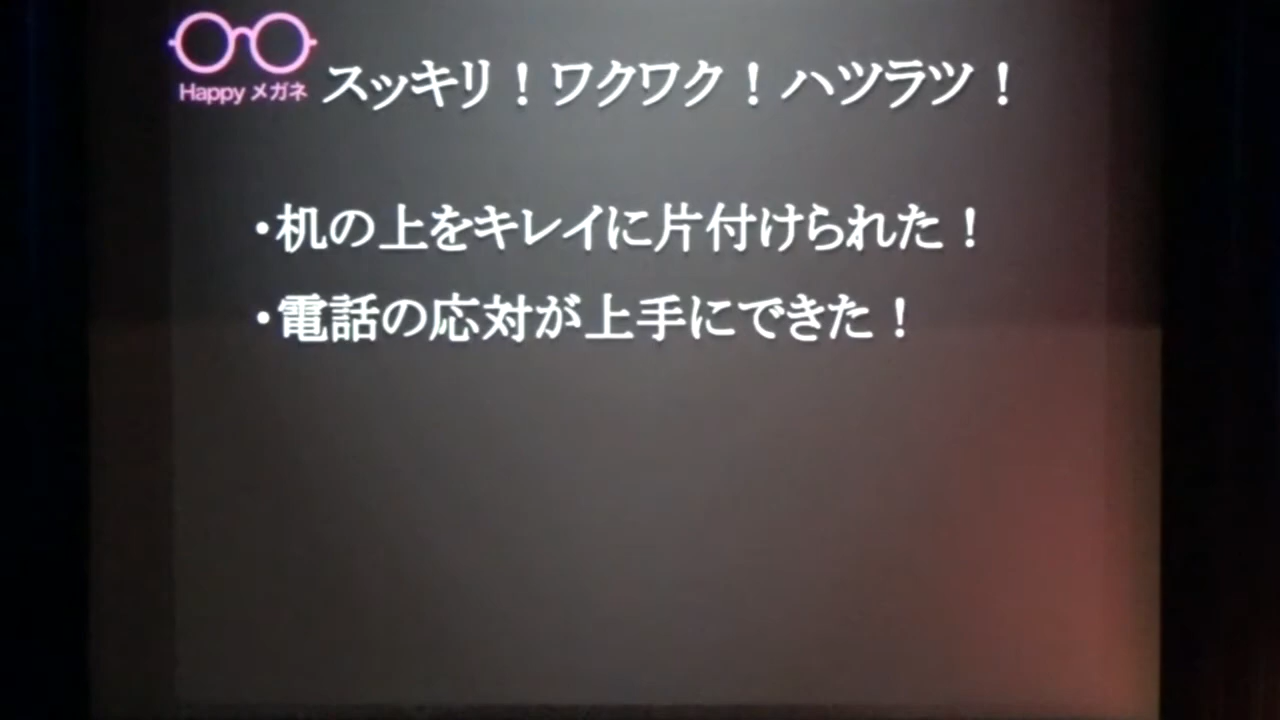 Happy メガネ
スッキリ！ワクワク！ハツラツ！
・机の上をキレイに片付けられた！
・電話の応対が上手にできた！